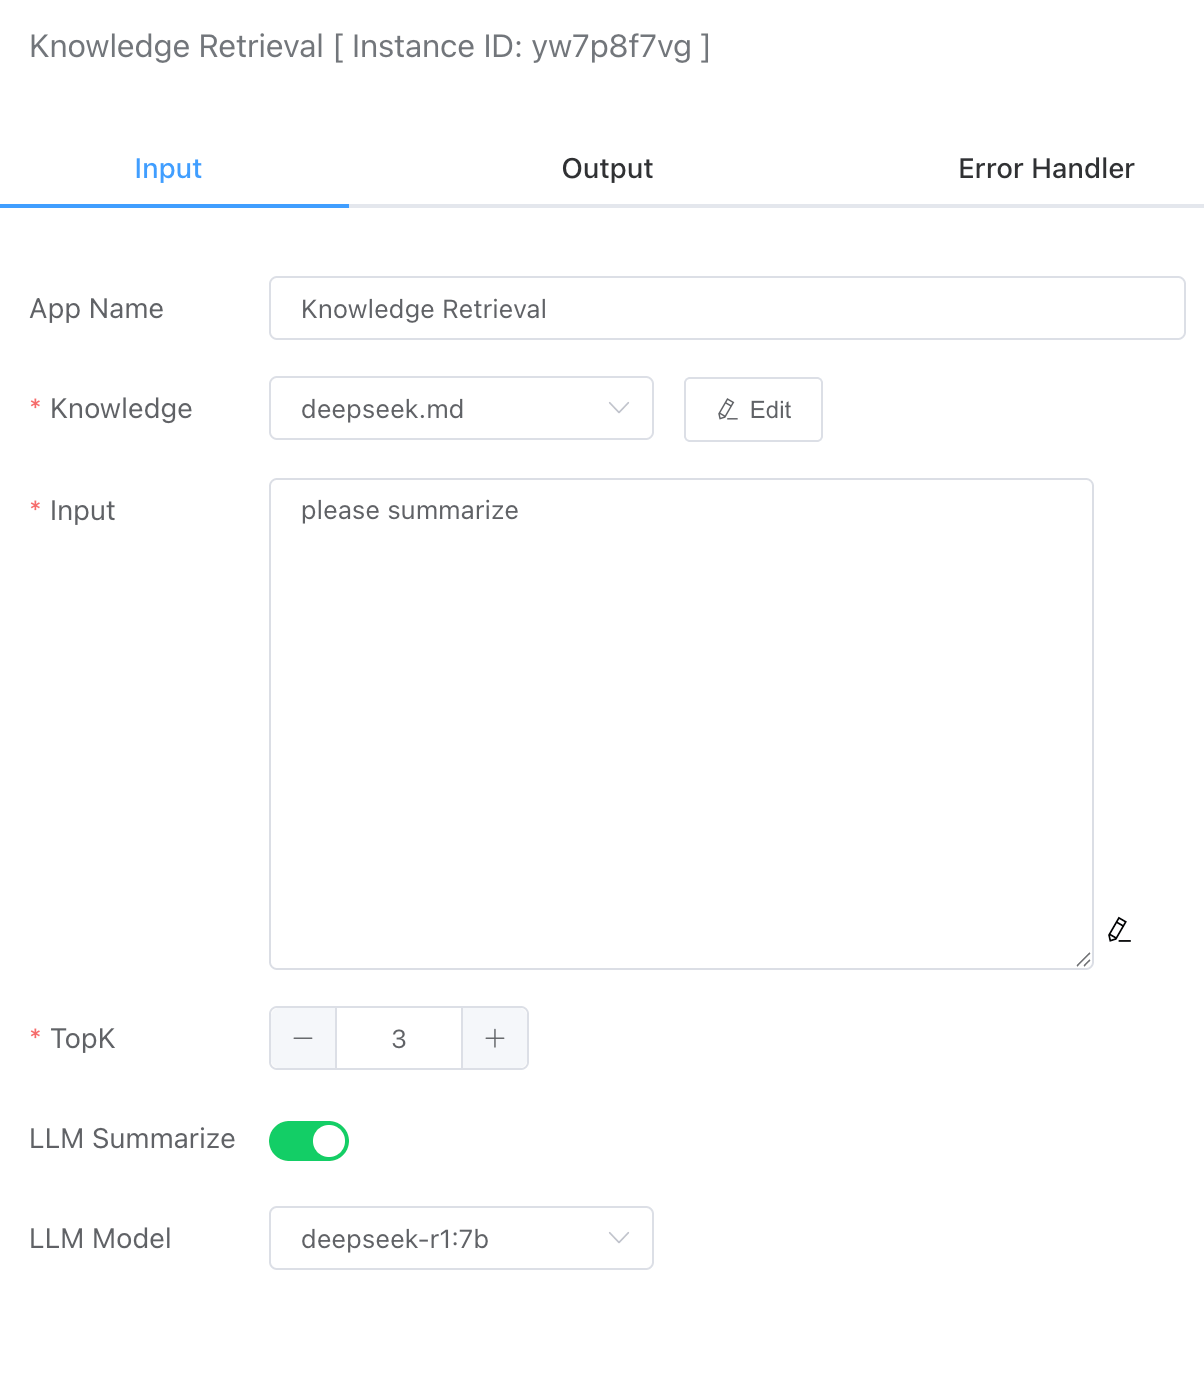 Knowledge Retrieval [ Instance ID: yw7p8f7vg ]
Input Output Error Handler
App Name Knowledge Retrieval
* Knowledge deepseek.md Edit
* Input please summarize
* TopK 3
LLM Summarize
LLM Model deepseek-r1:7b